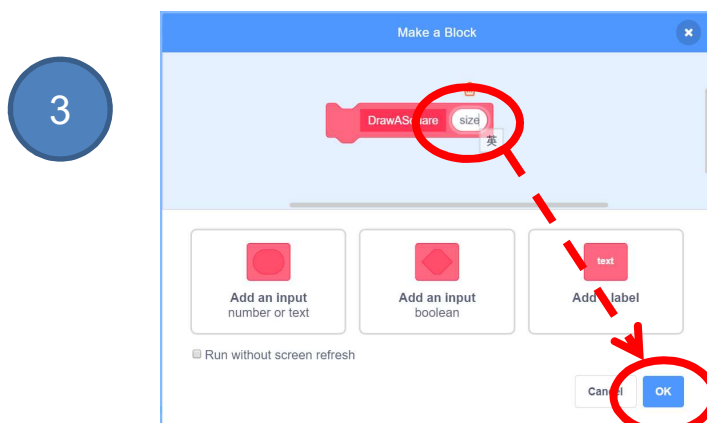 3
Make a Block
DrawASquare size
英
text
Add an input
number or text
Add an input
boolean
Add a label
Run without screen refresh
Cancel OK